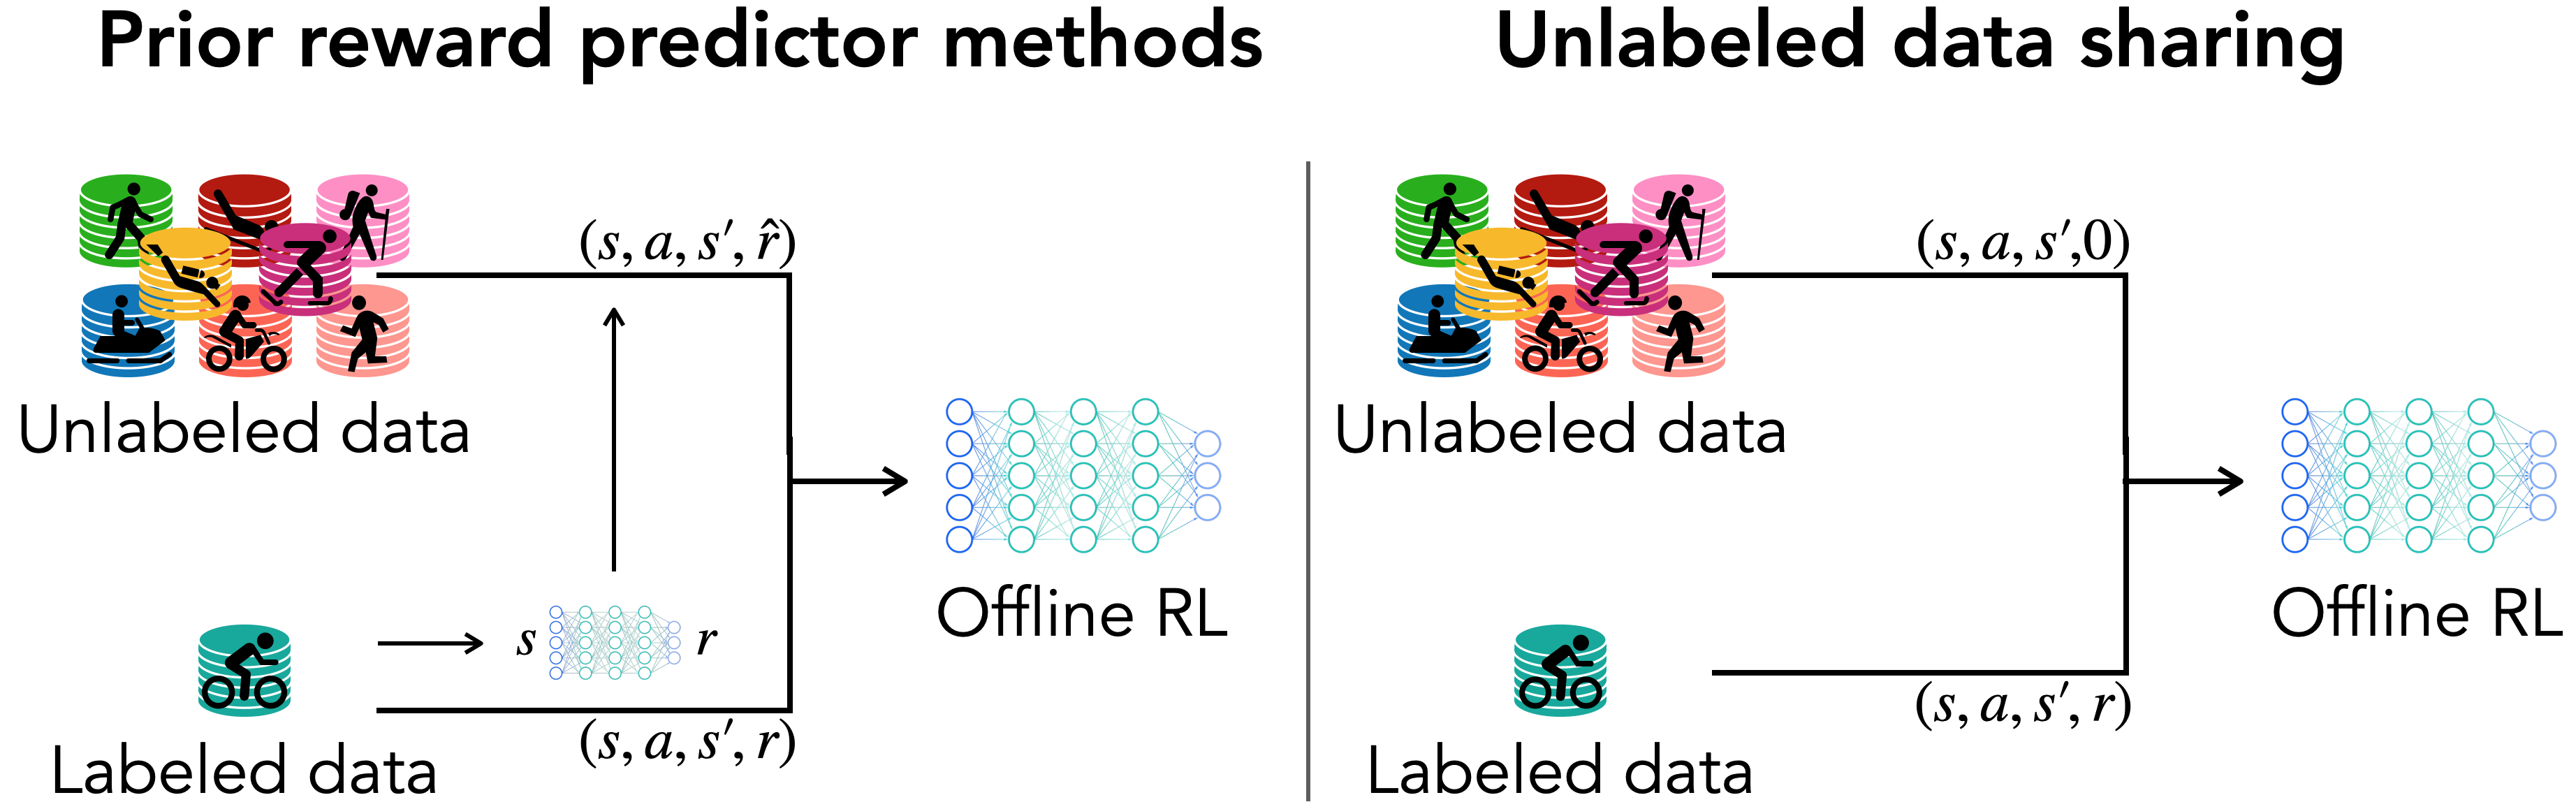 Prior reward predictor methods
(s, a, s′, r̂)
Unlabeled data
s
r
Offline RL
(s, a, s′, r)
Labeled data
Unlabeled data sharing
(s, a, s′,0)
Unlabeled data
Offline RL
(s, a, s′, r)
Labeled data